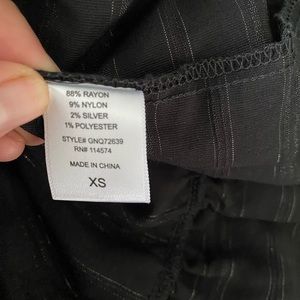 88% RAYON
9% NYLON
2% SILVER
1% POLYESTER
STYLE# GNQ72639
RN# 114574
MADE IN CHINA
XS